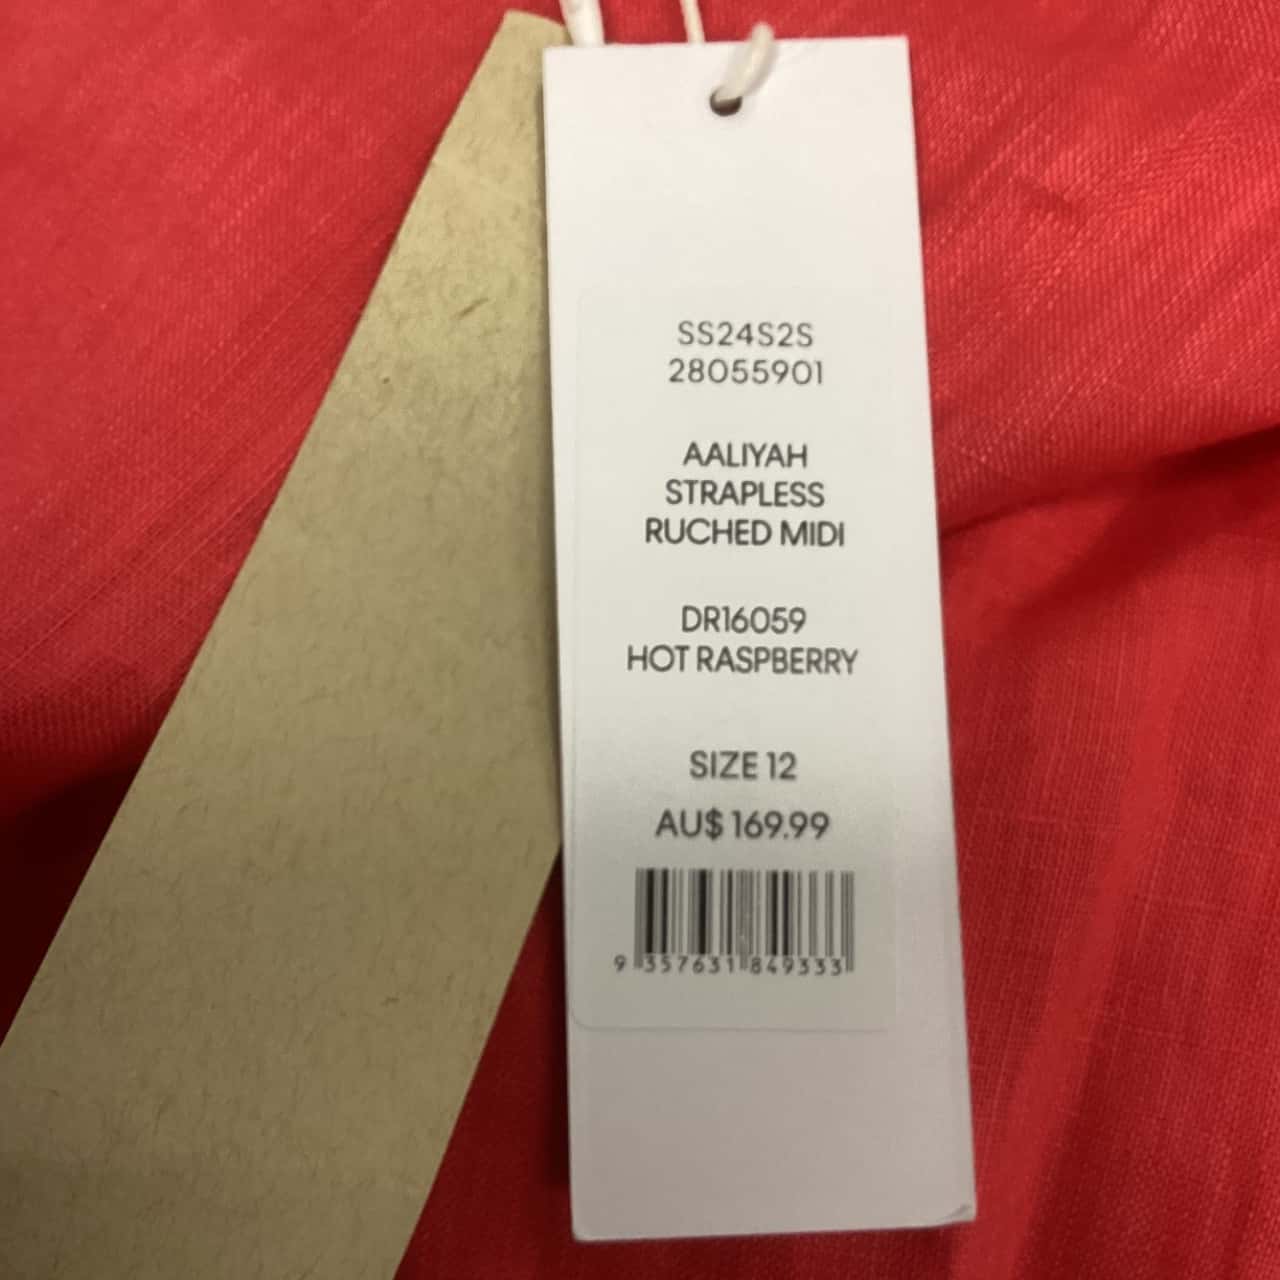 SS24S2S
28055901
AALIYAH
STRAPLESS
RUCHED MIDI
DR16059
HOT RASPBERRY
SIZE 12
AU$ 169.99
9 357631 849333